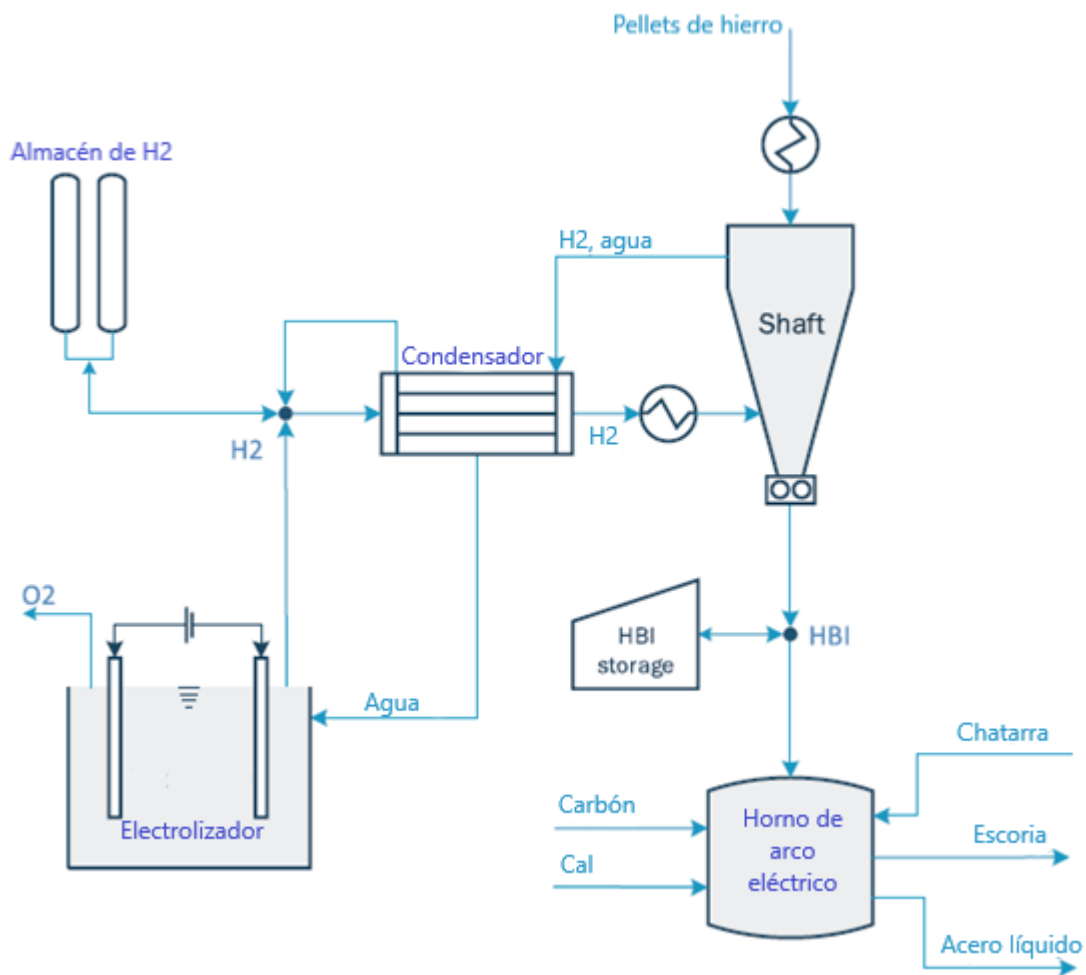 Pellets de hierro
Almacén de H2
H2, agua
Shaft
Condensador
H2
H2
O2
HBI
storage
HBI
Agua
Chatarra
Electrolizador
Carbón
Horno de
arco
eléctrico
Escoria
Cal
Acero líquido